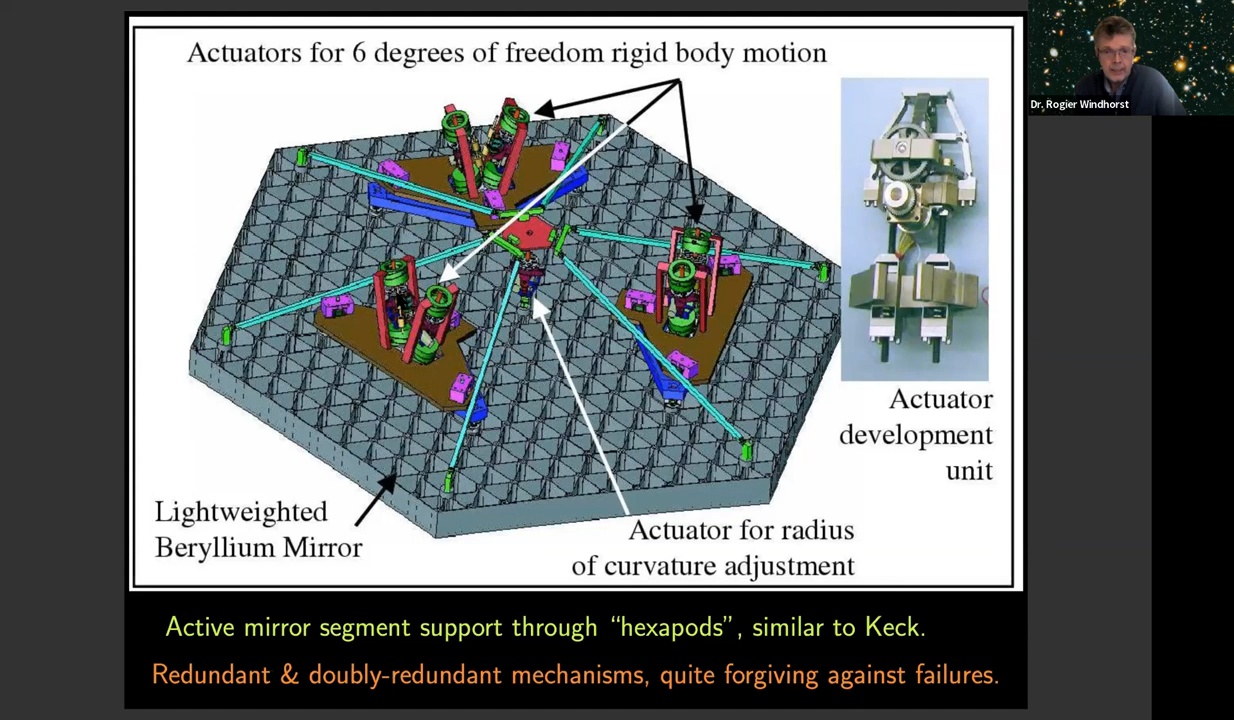 Actuators for 6 degrees of freedom rigid body motion
Dr. Rogier Windhorst
Actuator
development
unit
Lightweighted
Beryllium Mirror
Actuator for radius
of curvature adjustment
Active mirror segment support through “hexapods”, similar to Keck.
Redundant & doubly-redundant mechanisms, quite forgiving against failures.